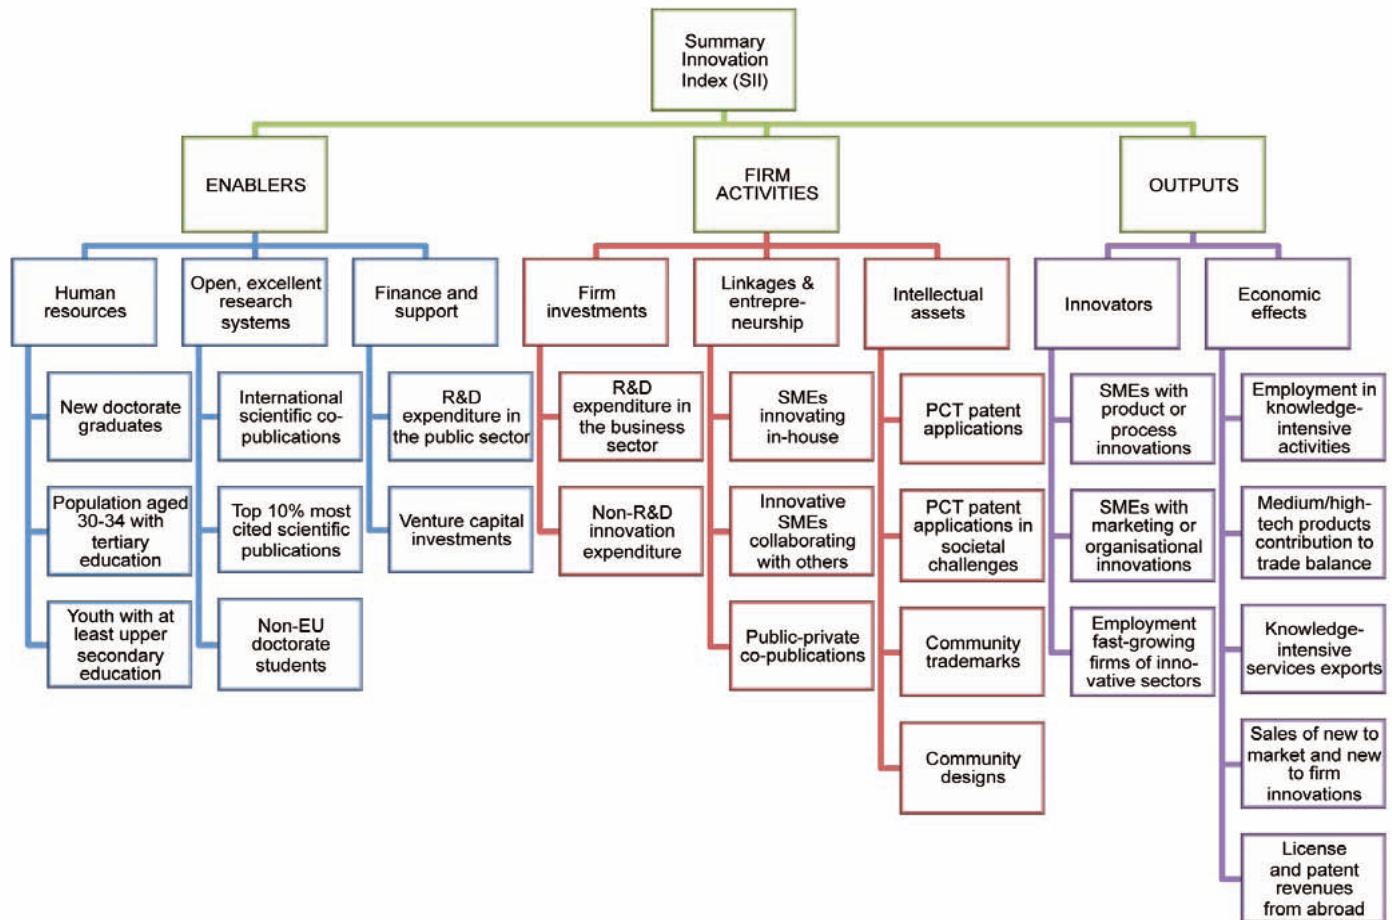 Summary
Innovation
Index (SII)
ENABLERS
FIRM
ACTIVITIES
OUTPUTS
Human
resources
Open, excellent
research
systems
Finance and
support
Firm
investments
Linkages &
entrepre-
neurship
Intellectual
assets
Innovators
Economic
effects
New doctorate
graduates
Population aged
30-34 with
tertiary
education
Youth with at
least upper
secondary
education
International
scientific co-
publications
Top 10% most
cited scientific
publications
Non-EU
doctorate
students
R&D
expenditure in
the public sector
Venture capital
investments
R&D
expenditure in
the business
sector
Non-R&D
innovation
expenditure
SMEs
innovating
in-house
Innovative
SMEs
collaborating
with others
Public-private
co-publications
PCT patent
applications
PCT patent
applications in
societal
challenges
Community
trademarks
Community
designs
SMEs with
product or
process
innovations
SMEs with
marketing or
organisational
innovations
Employment
fast-growing
firms of inno-
vative sectors
Employment in
knowledge-
intensive
activities
Medium/high-
tech products
contribution to
trade balance
Knowledge-
intensive
services exports
Sales of new to
market and new
to firm
innovations
License
and patent
revenues
from abroad